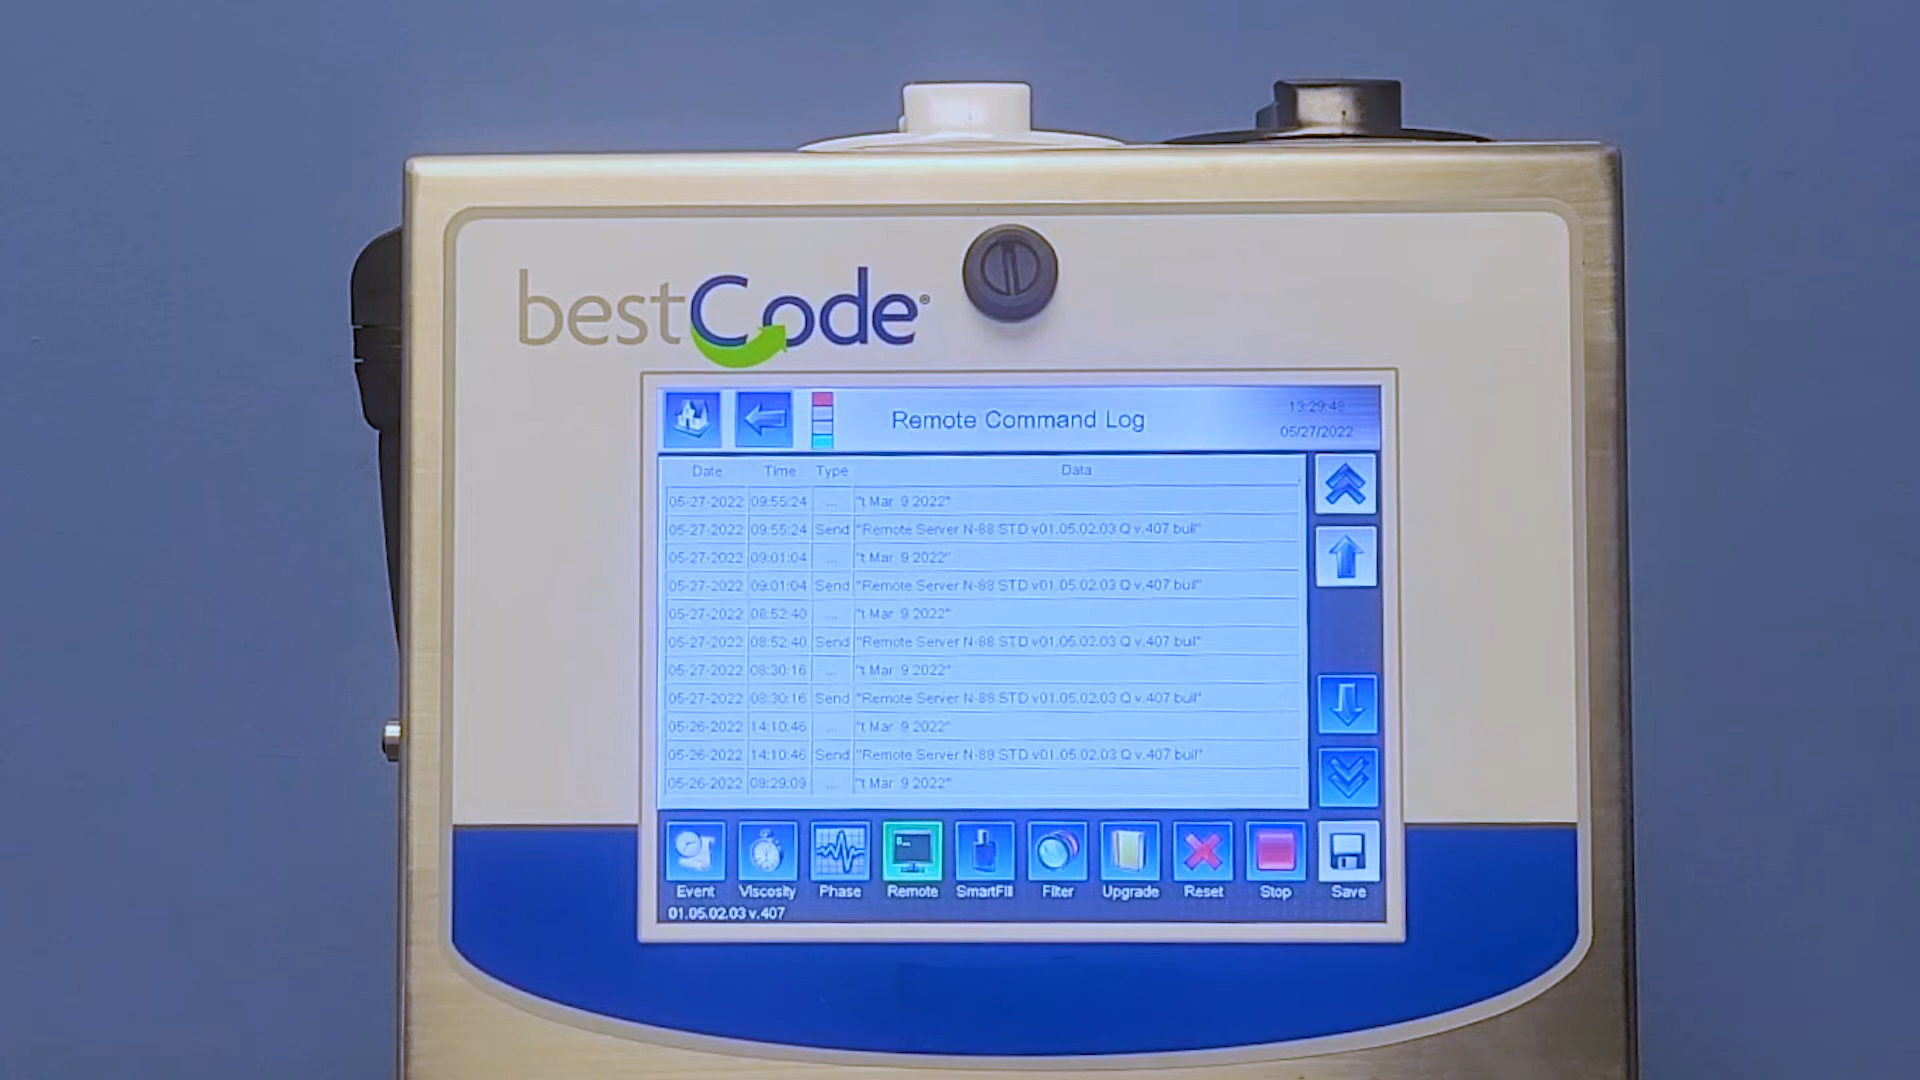 bestCode®
Remote Command Log
13:29:48
05/27/2022
Date Time Type Data
05-27-2022 09:55:24 ... "t Mar 9 2022"
05-27-2022 09:55:24 Send "Remote Server N-88 STD v01.05.02.03 Q v.407 buil"
05-27-2022 09:01:04 ... "t Mar 9 2022"
05-27-2022 09:01:04 Send "Remote Server N-88 STD v01.05.02.03 Q v.407 buil"
05-27-2022 08:52:40 ... "t Mar 9 2022"
05-27-2022 08:52:40 Send "Remote Server N-88 STD v01.05.02.03 Q v.407 buil"
05-27-2022 08:30:16 ... "t Mar 9 2022"
05-27-2022 08:30:16 Send "Remote Server N-88 STD v01.05.02.03 Q v.407 buil"
05-26-2022 14:10:46 ... "t Mar 9 2022"
05-26-2022 14:10:46 Send "Remote Server N-88 STD v01.05.02.03 Q v.407 buil"
05-26-2022 08:29:09 ... "t Mar 9 2022"
Event Viscosity Phase Remote SmartFill Filter Upgrade Reset Stop Save
01.05.02.03 v.407